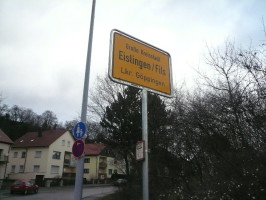 Große Kreisstadt
Eislingen/Fils
Lkr. Göppingen